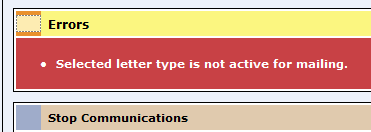 Errors
Selected letter type is not active for mailing.
Stop Communications